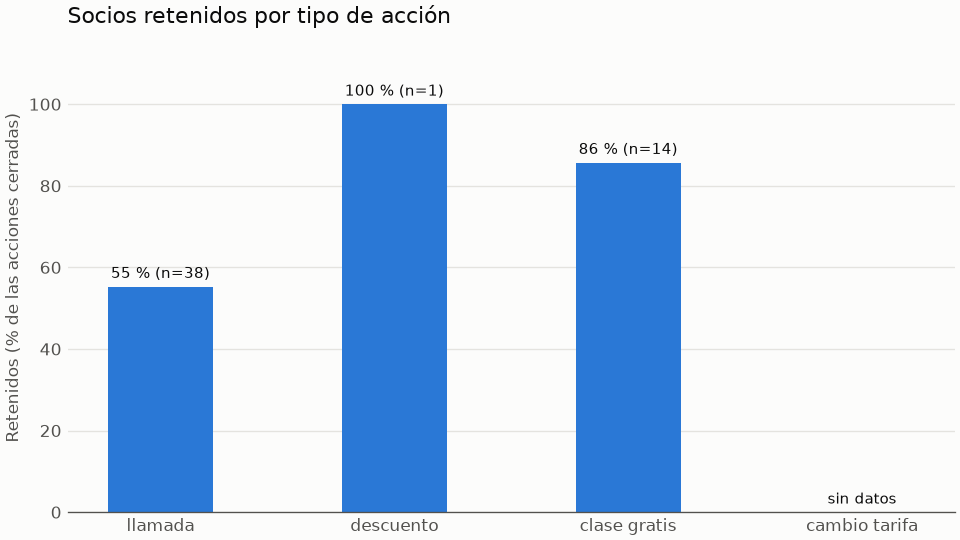 Socios retenidos por tipo de acción
Retenidos (% de las acciones cerradas)
100
80
60
40
20
0
55 % (n=38)
100 % (n=1)
86 % (n=14)
sin datos
llamada
descuento
clase gratis
cambio tarifa